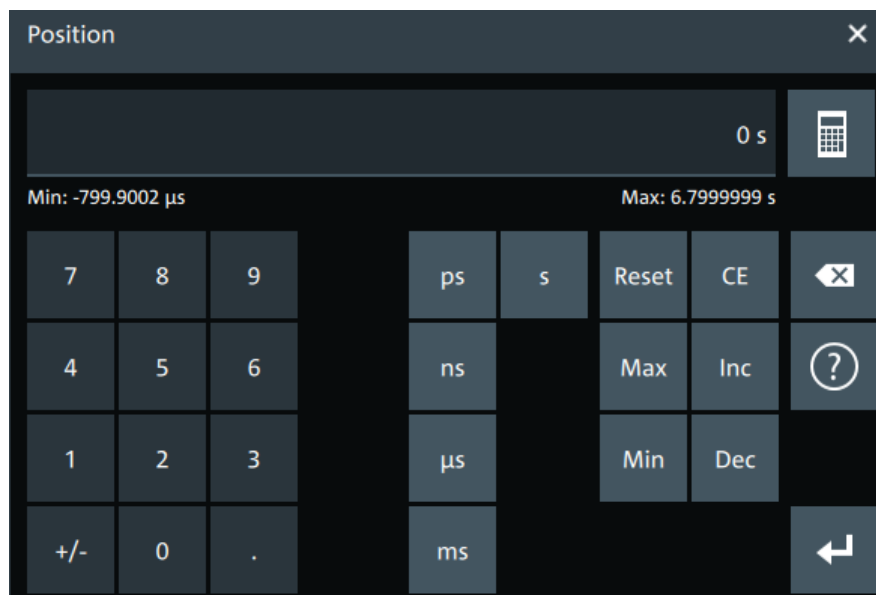 Position
0 s
Min: -799.9002 µs Max: 6.7999999 s
7 8 9 ps s Reset CE
4 5 6 ns Max Inc ?
1 2 3 µs Min Dec
+/- 0 . ms